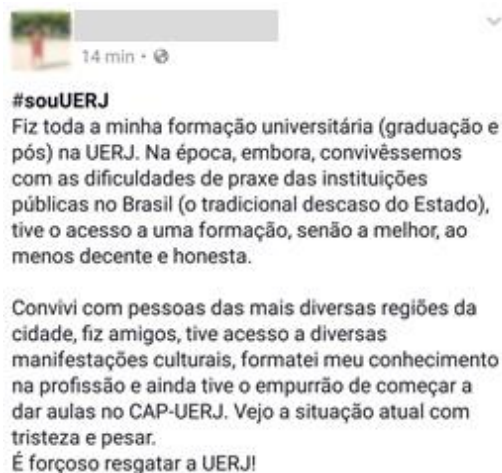 14 min •
#souUERJ
Fiz toda a minha formação universitária (graduação e
pós) na UERJ. Na época, embora, convivêssemos
com as dificuldades de praxe das instituições
públicas no Brasil (o tradicional descaso do Estado),
tive o acesso a uma formação, senão a melhor, ao
menos decente e honesta.
Convivi com pessoas das mais diversas regiões da
cidade, fiz amigos, tive acesso a diversas
manifestações culturais, formatei meu conhecimento
na profissão e ainda tive o empurrão de começar a
dar aulas no CAP-UERJ. Vejo a situação atual com
tristeza e pesar.
É forçoso resgatar a UERJ!